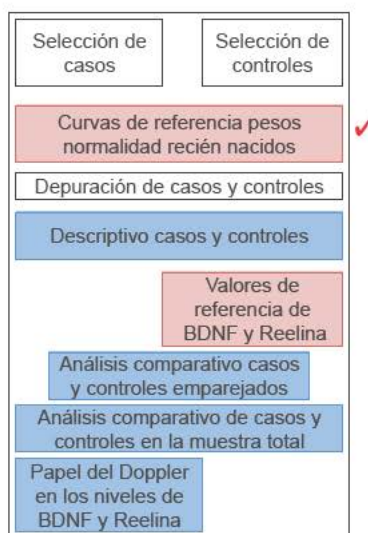 Selección de
casos
Selección de
controles
Curvas de referencia pesos
normalidad recién nacidos
Depuración de casos y controles
Descriptivo casos y controles
Valores de
referencia de
BDNF y Reelina
Análisis comparativo casos
y controles emparejados
Análisis comparativo de casos y
controles en la muestra total
Papel del Doppler
en los niveles de
BDNF y Reelina